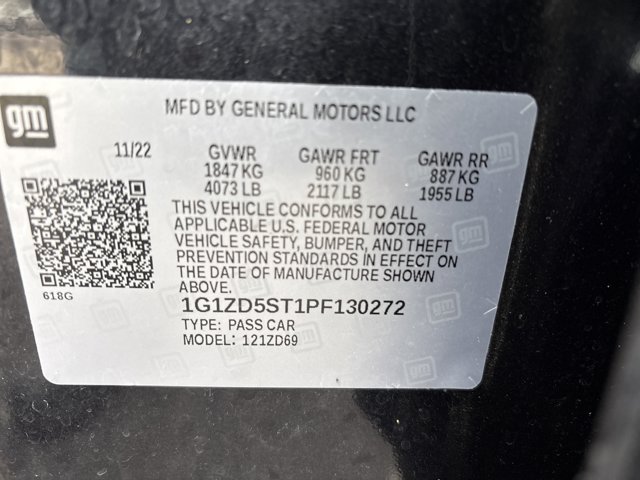 gm
MFD BY GENERAL MOTORS LLC
11/22 GVWR GAWR FRT GAWR RR
1847 KG 960 KG 887 KG
4073 LB 2117 LB 1955 LB
THIS VEHICLE CONFORMS TO ALL
APPLICABLE U.S. FEDERAL MOTOR
VEHICLE SAFETY, BUMPER, AND THEFT
PREVENTION STANDARDS IN EFFECT ON
THE DATE OF MANUFACTURE SHOWN
ABOVE.
618G
1G1ZD5ST1PF130272
TYPE: PASS CAR
MODEL: 121ZD69